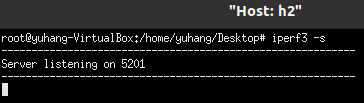 "Host: h2"
root@yuhang-VirtualBox:/home/yuhang/Desktop# iperf3 -s
-----------------------------------------------------------
Server listening on 5201
-----------------------------------------------------------